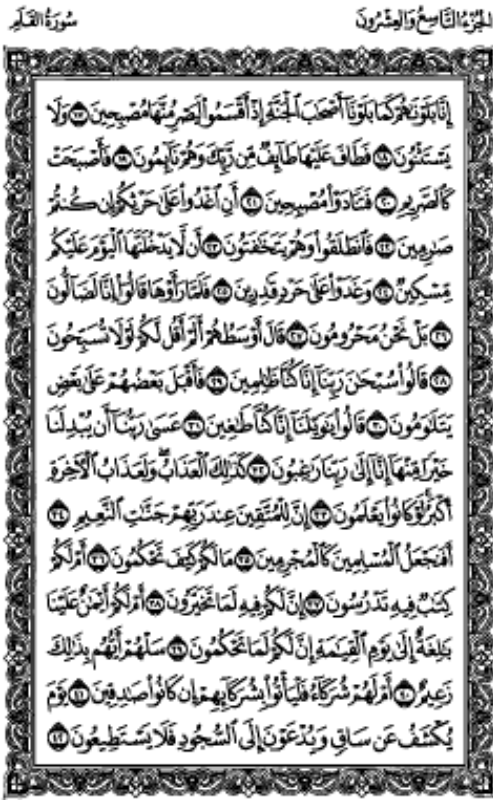 الجزء التاسع والعشرون
سورة القلم
إِنَّا بَلَوْنَٰهُمْ كَمَا بَلَوْنَآ أَصْحَٰبَ ٱلْجَنَّةِ إِذْ أَقْسَمُوا۟ لَيَصْرِمُنَّهَا مُصْبِحِينَ ١٧ وَلَا
يَسْتَثْنُونَ ١٨ فَطَافَ عَلَيْهَا طَآئِفٌ مِّن رَّبِّكَ وَهُمْ نَآئِمُونَ ١٩ فَأَصْبَحَتْ
كَٱلصَّرِيمِ ٢٠ فَتَنَادَوْا۟ مُصْبِحِينَ ٢١ أَنِ ٱغْدُوا۟ عَلَىٰ حَرْثِكُمْ إِن كُنتُمْ
صَٰرِمِينَ ٢٢ فَٱنطَلَقُوا۟ وَهُمْ يَتَخَٰفَتُونَ ٢٣ أَن لَّا يَدْخُلَنَّهَا ٱلْيَوْمَ عَلَيْكُم
مِّسْكِينٌ ٢٤ وَغَدَوْا۟ عَلَىٰ حَرْدٍ قَٰدِرِينَ ٢٥ فَلَمَّا رَأَوْهَا قَالُوٓا۟ إِنَّا لَضَآلُّونَ
٢٦ بَلْ نَحْنُ مَحْرُومُونَ ٢٧ قَالَ أَوْسَطُهُمْ أَلَمْ أَقُل لَّكُمْ لَوْلَا تُسَبِّحُونَ
٢٨ قَالُوا۟ سُبْحَٰنَ رَبِّنَآ إِنَّا كُنَّا ظَٰلِمِينَ ٢٩ فَأَقْبَلَ بَعْضُهُمْ عَلَىٰ بَعْضٍ
يَتَلَٰوَمُونَ ٣٠ قَالُوا۟ يَٰوَيْلَنَآ إِنَّا كُنَّا طَٰغِينَ ٣١ عَسَىٰ رَبُّنَآ أَن يُبْدِلَنَا
خَيْرًا مِّنْهَآ إِنَّآ إِلَىٰ رَبِّنَا رَٰغِبُونَ ٣٢ كَذَٰلِكَ ٱلْعَذَابُ ۖ وَلَعَذَابُ ٱلْءَاخِرَةِ
أَكْبَرُ ۚ لَوْ كَانُوا۟ يَعْلَمُونَ ٣٣ إِنَّ لِلْمُتَّقِينَ عِندَ رَبِّهِمْ جَنَّٰتِ ٱلنَّعِيمِ ٣٤
أَفَنَجْعَلُ ٱلْمُسْلِمِينَ كَٱلْمُجْرِمِينَ ٣٥ مَا لَكُمْ كَيْفَ تَحْكُمُونَ ٣٦ أَمْ لَكُمْ
كِتَٰبٌ فِيهِ تَدْرُسُونَ ٣٧ إِنَّ لَكُمْ فِيهِ لَمَا تَخَيَّرُونَ ٣٨ أَمْ لَكُمْ أَيْمَٰنٌ عَلَيْنَا
بَٰلِغَةٌ إِلَىٰ يَوْمِ ٱلْقِيَٰمَةِ ۙ إِنَّ لَكُمْ لَمَا تَحْكُمُونَ ٣٩ سَلْهُمْ أَيُّهُم بِذَٰلِكَ
زَعِيمٌ ٤٠ أَمْ لَهُمْ شُرَكَآءُ فَلْيَأْتُوا۟ بِشُرَكَآئِهِمْ إِن كَانُوا۟ صَٰدِقِينَ ٤١ يَوْمَ
يُكْشَفُ عَن سَاقٍ وَيُدْعَوْنَ إِلَى ٱلسُّجُودِ فَلَا يَسْتَطِيعُونَ ٤٢